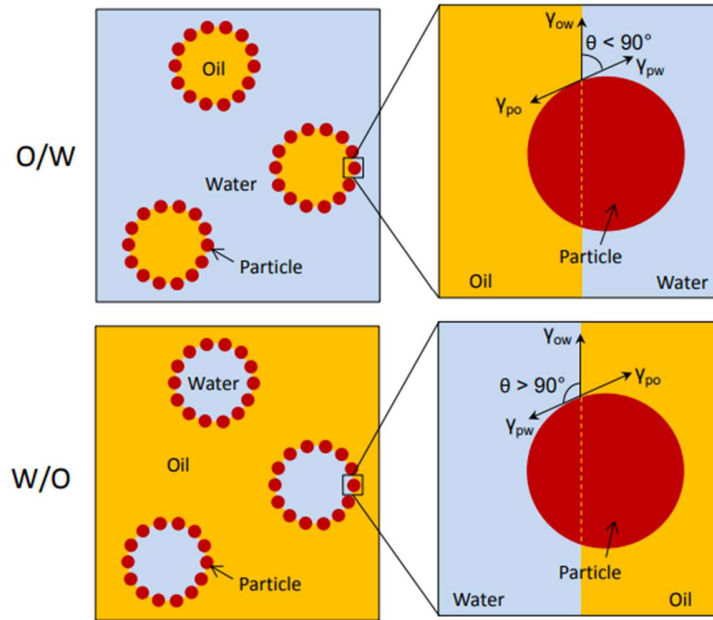 O/W
Oil
Water
Particle
γow
θ < 90°
γpw
γpo
Particle
Oil
Water
W/O
Water
Oil
Particle
γow
θ > 90°
γpo
γpw
Particle
Water
Oil